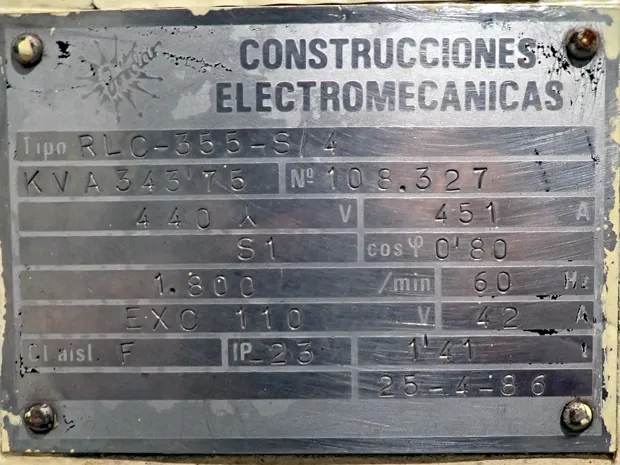 CONSTRUCCIONES
ELECTROMECANICAS
Tipo RLC-355-S/4
KVA 343'75 Nº 108.327
440 Y V 451 A
S1 cos φ 0'80
1.800 /min 60 Hz
EXC 110 V 42 A
Cl aisl. F IP-23 1'41 t
25-4-86